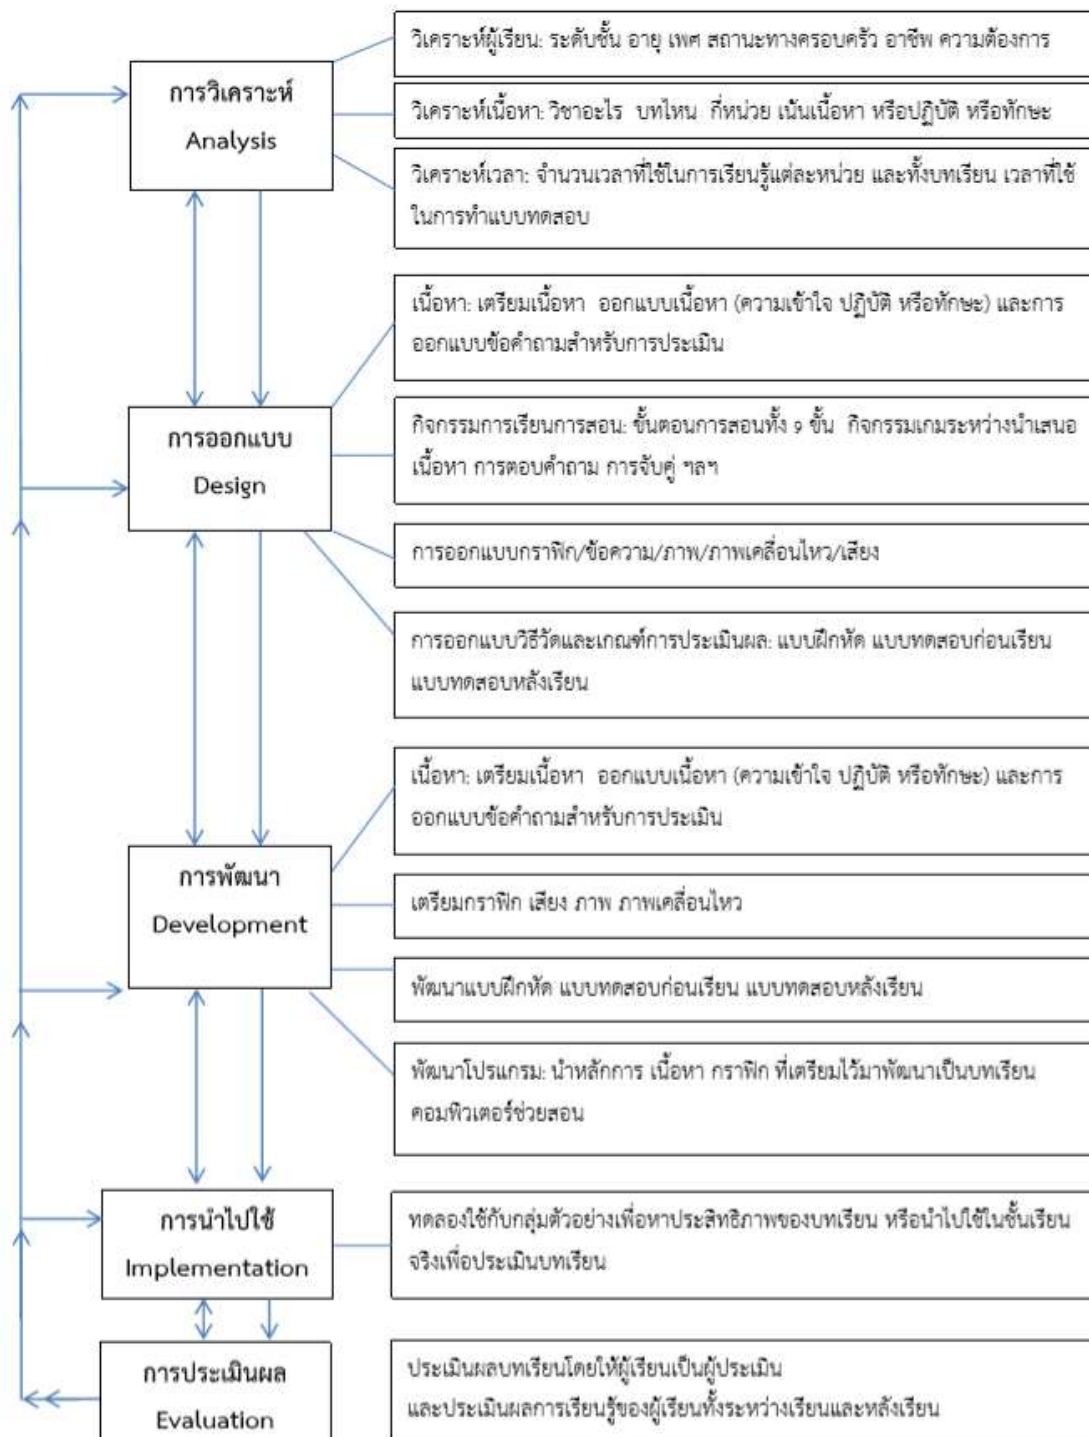 การวิเคราะห์
Analysis
วิเคราะห์ผู้เรียน: ระดับชั้น อายุ เพศ สถานะทางครอบครัว อาชีพ ความต้องการ
วิเคราะห์เนื้อหา: วิชาอะไร บทไหน กี่หน่วย เน้นเนื้อหา หรือปฏิบัติ หรือทักษะ
วิเคราะห์เวลา: จำนวนเวลาที่ใช้ในการเรียนรู้แต่ละหน่วย และทั้งบทเรียน เวลาที่ใช้
ในการทำแบบทดสอบ
การออกแบบ
Design
เนื้อหา: เตรียมเนื้อหา ออกแบบเนื้อหา (ความเข้าใจ ปฏิบัติ หรือทักษะ) และการ
ออกแบบข้อคำถามสำหรับการประเมิน
กิจกรรมการเรียนการสอน: ขั้นตอนการสอนทั้ง 9 ขั้น กิจกรรมเกมระหว่างนำเสนอ
เนื้อหา การตอบคำถาม การจับคู่ ฯลฯ
การออกแบบกราฟิก/ข้อความ/ภาพ/ภาพเคลื่อนไหว/เสียง
การออกแบบวิธีวัดและเกณฑ์การประเมินผล: แบบฝึกหัด แบบทดสอบก่อนเรียน
แบบทดสอบหลังเรียน
การพัฒนา
Development
เนื้อหา: เตรียมเนื้อหา ออกแบบเนื้อหา (ความเข้าใจ ปฏิบัติ หรือทักษะ) และการ
ออกแบบข้อคำถามสำหรับการประเมิน
เตรียมกราฟิก เสียง ภาพ ภาพเคลื่อนไหว
พัฒนาแบบฝึกหัด แบบทดสอบก่อนเรียน แบบทดสอบหลังเรียน
พัฒนาโปรแกรม: นำหลักการ เนื้อหา กราฟิก ที่เตรียมไว้มาพัฒนาเป็นบทเรียน
คอมพิวเตอร์ช่วยสอน
การนำไปใช้
Implementation
ทดลองใช้กับกลุ่มตัวอย่างเพื่อหาประสิทธิภาพของบทเรียน หรือนำไปใช้ในชั้นเรียน
จริงเพื่อประเมินบทเรียน
การประเมินผล
Evaluation
ประเมินผลบทเรียนโดยให้ผู้เรียนเป็นผู้ประเมิน
และประเมินผลการเรียนรู้ของผู้เรียนทั้งระหว่างเรียนและหลังเรียน